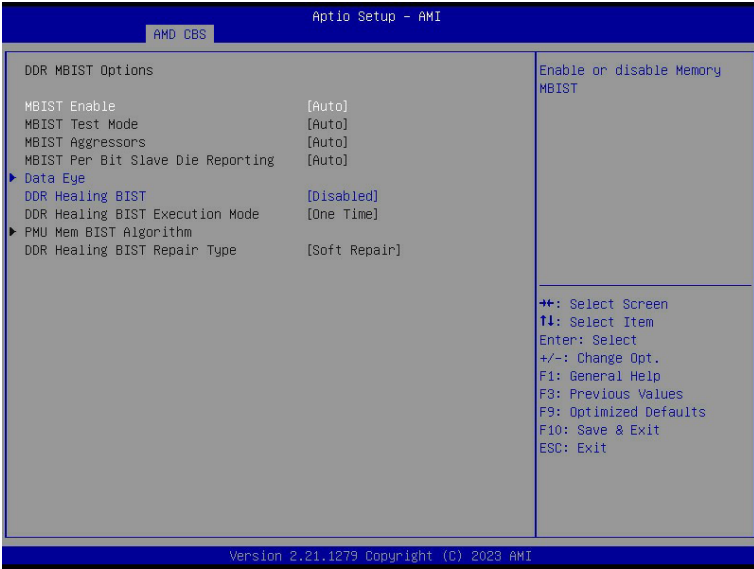 Aptio Setup – AMI
AMD CBS
DDR MBIST Options
MBIST Enable [Auto]
MBIST Test Mode [Auto]
MBIST Aggressors [Auto]
MBIST Per Bit Slave Die Reporting [Auto]
Data Eye
DDR Healing BIST [Disabled]
DDR Healing BIST Execution Mode [One Time]
PMU Mem BIST Algorithm
DDR Healing BIST Repair Type [Soft Repair]
Enable or disable Memory
MBIST
→←: Select Screen
↑↓: Select Item
Enter: Select
+/-: Change Opt.
F1: General Help
F3: Previous Values
F9: Optimized Defaults
F10: Save & Exit
ESC: Exit
Version 2.21.1279 Copyright (C) 2023 AMI